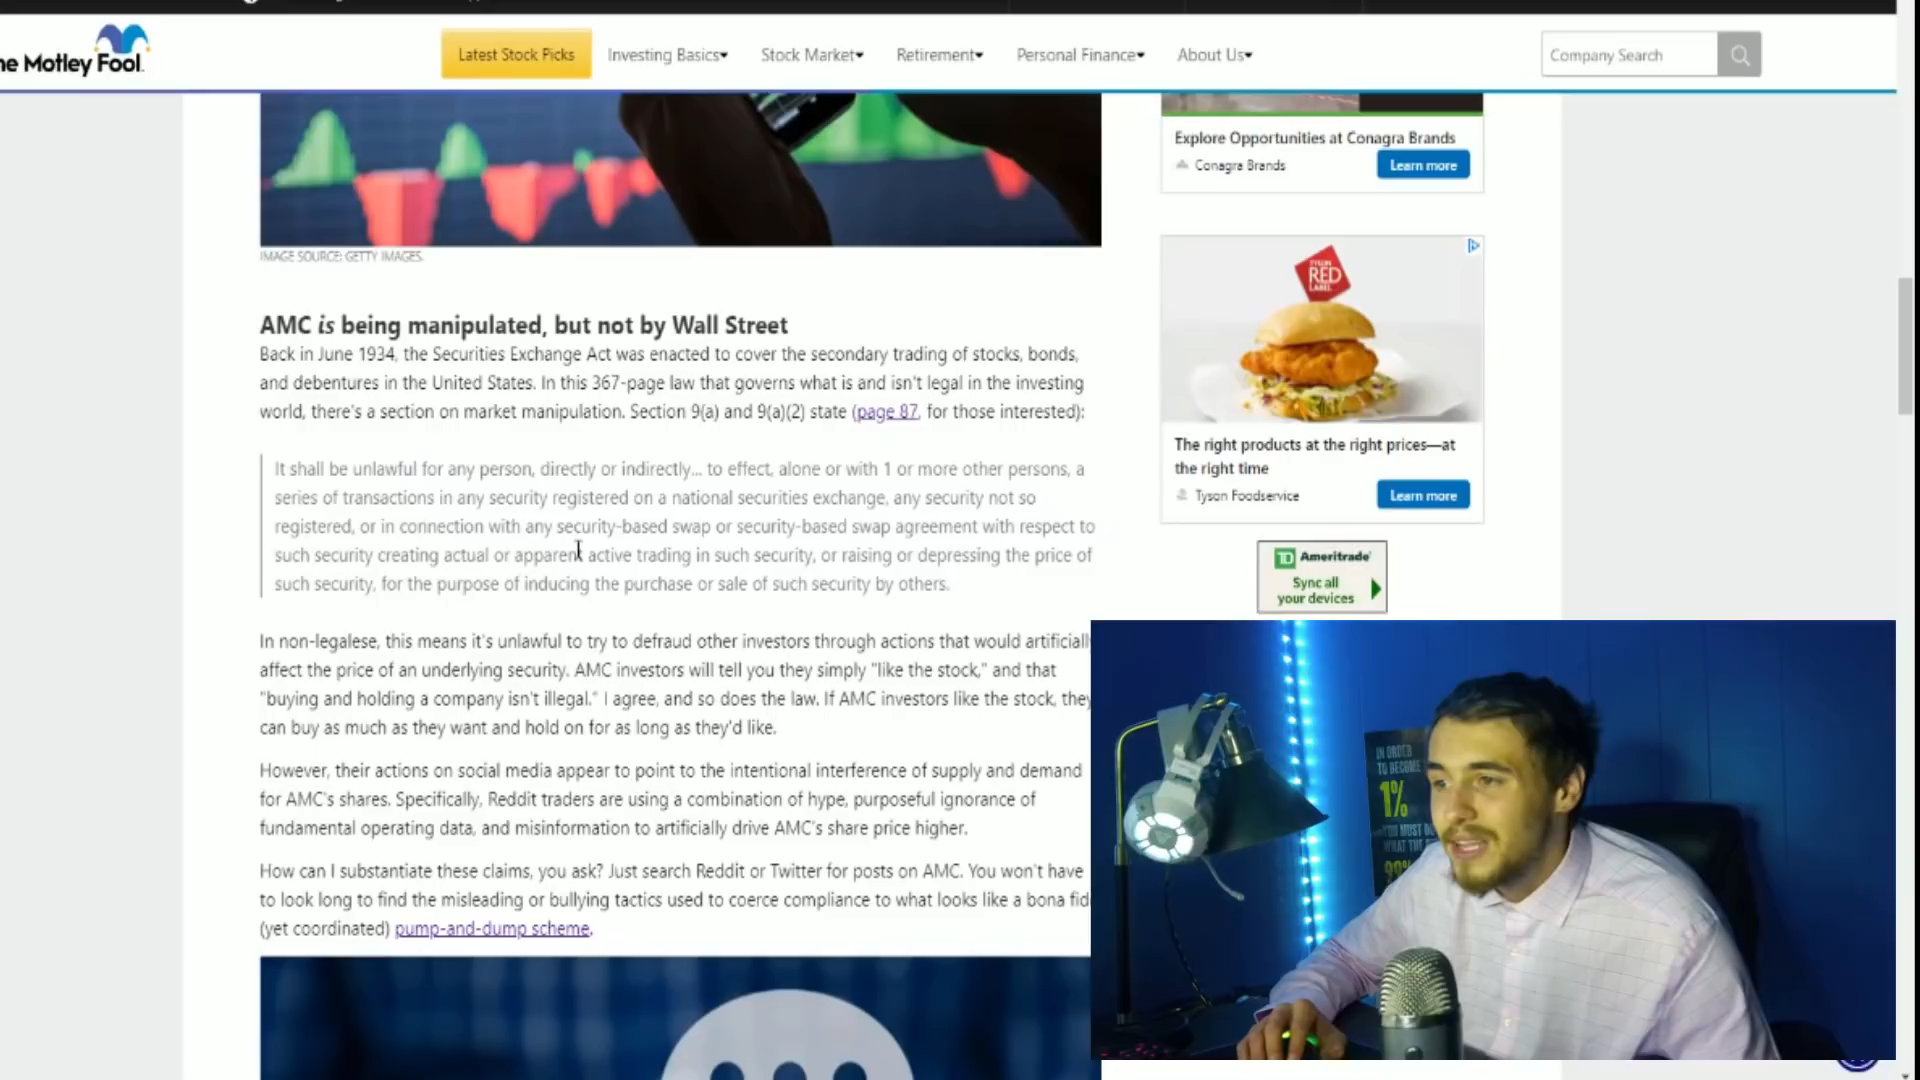 The Motley Fool.
Latest Stock Picks
Investing Basics
Stock Market
Retirement
Personal Finance
About Us
Company Search
Explore Opportunities at Conagra Brands
Conagra Brands
Learn more
IMAGE SOURCE: GETTY IMAGES.
AMC is being manipulated, but not by Wall Street
Back in June 1934, the Securities Exchange Act was enacted to cover the secondary trading of stocks, bonds,
and debentures in the United States. In this 367-page law that governs what is and isn't legal in the investing
world, there's a section on market manipulation. Section 9(a) and 9(a)(2) state (page 87, for those interested):
It shall be unlawful for any person, directly or indirectly... to effect, alone or with 1 or more other persons, a
series of transactions in any security registered on a national securities exchange, any security not so
registered, or in connection with any security-based swap or security-based swap agreement with respect to
such security creating actual or apparent active trading in such security, or raising or depressing the price of
such security, for the purpose of inducing the purchase or sale of such security by others.
In non-legalese, this means it's unlawful to try to defraud other investors through actions that would artificiall
affect the price of an underlying security. AMC investors will tell you they simply "like the stock," and that
"buying and holding a company isn't illegal." I agree, and so does the law. If AMC investors like the stock, they
can buy as much as they want and hold on for as long as they'd like.
However, their actions on social media appear to point to the intentional interference of supply and demand
for AMC's shares. Specifically, Reddit traders are using a combination of hype, purposeful ignorance of
fundamental operating data, and misinformation to artificially drive AMC's share price higher.
How can I substantiate these claims, you ask? Just search Reddit or Twitter for posts on AMC. You won't have
to look long to find the misleading or bullying tactics used to coerce compliance to what looks like a bona fid
(yet coordinated) pump-and-dump scheme.
TYSON
RED
LABEL
The right products at the right prices—at
the right time
Tyson Foodservice
Learn more
TD Ameritrade
Sync all
your devices
IN ORDER
TO BECOME
1%
YOU MUST DO
WHAT THE
99%